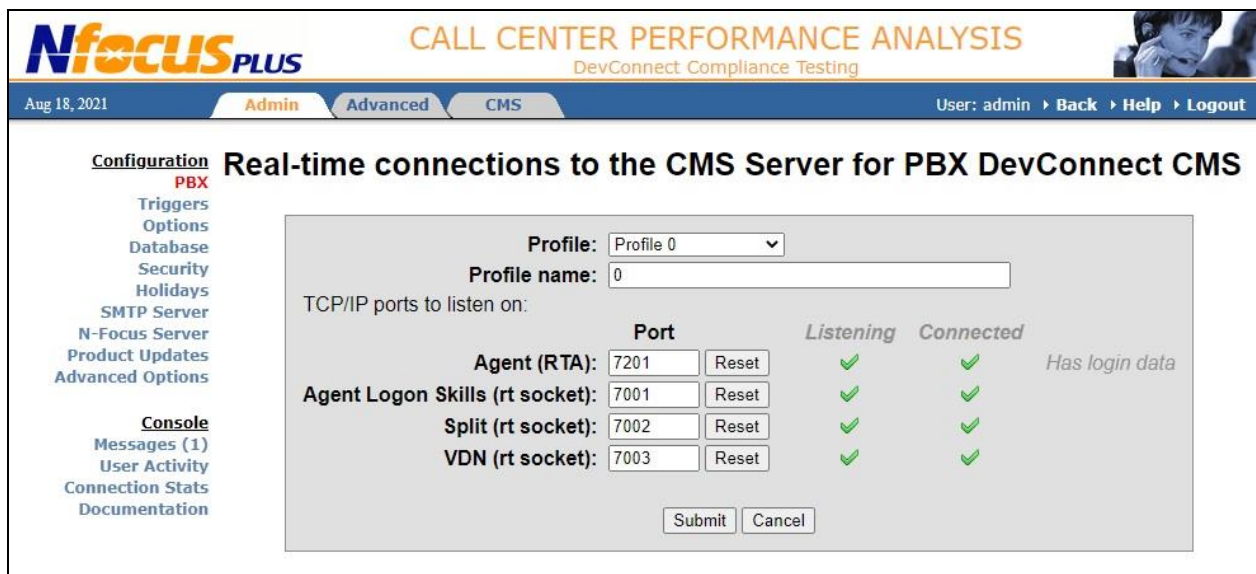 Nfocus PLUS
CALL CENTER PERFORMANCE ANALYSIS
DevConnect Compliance Testing
Aug 18, 2021 Admin Advanced CMS User: admin Back Help Logout
Configuration
PBX
Triggers
Options
Database
Security
Holidays
SMTP Server
N-Focus Server
Product Updates
Advanced Options
Console
Messages (1)
User Activity
Connection Stats
Documentation
Real-time connections to the CMS Server for PBX DevConnect CMS
Profile: Profile 0
Profile name: 0
TCP/IP ports to listen on:
Port Listening Connected
Agent (RTA): 7201 Reset Has login data
Agent Logon Skills (rt socket): 7001 Reset
Split (rt socket): 7002 Reset
VDN (rt socket): 7003 Reset
Submit Cancel